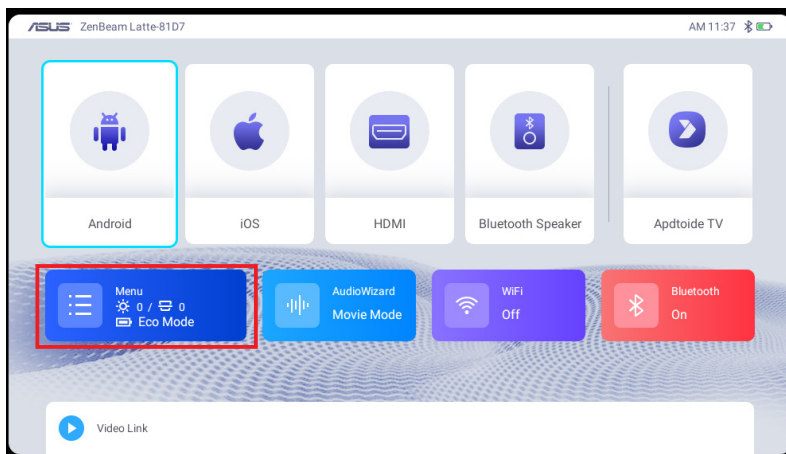 ASUS ZenBeam Latte-81D7
AM 11:37
Android
iOS
HDMI
Bluetooth Speaker
Apdtoide TV
Menu
0 / 0
Eco Mode
AudioWizard
Movie Mode
WiFi
Off
Bluetooth
On
Video Link